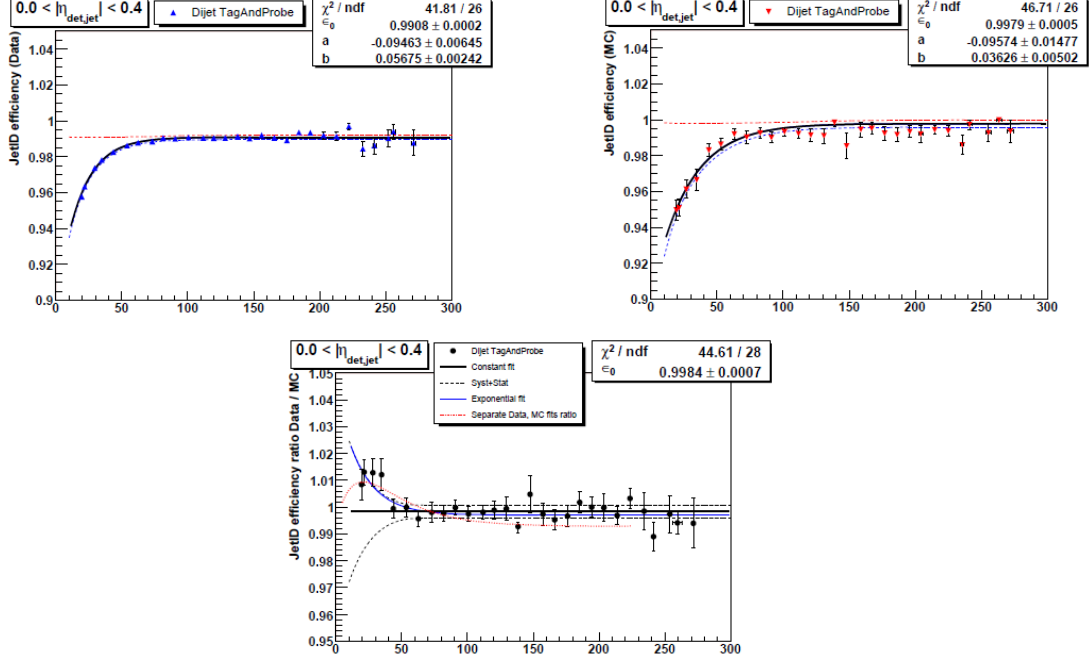 0.0 < |η_det,jet| < 0.4
Dijet TagAndProbe
χ² / ndf 41.81 / 26
ϵ₀ 0.9908 ± 0.0002
a -0.09463 ± 0.00645
b 0.05675 ± 0.00242
JetID efficiency (Data)
1.04
1.02
1
0.98
0.96
0.94
0.92
0.9
0 50 100 150 200 250 300
0.0 < |η_det,jet| < 0.4
Dijet TagAndProbe
χ² / ndf 46.71 / 26
ϵ₀ 0.9979 ± 0.0005
a -0.09574 ± 0.01477
b 0.03626 ± 0.00502
JetID efficiency (MC)
1.04
1.02
1
0.98
0.96
0.94
0.92
0.9
0 50 100 150 200 250 300
0.0 < |η_det,jet| < 0.4
Dijet TagAndProbe
Constant fit
Syst+Stat
Exponential fit
Separate Data, MC fits ratio
χ² / ndf 44.61 / 28
ϵ₀ 0.9984 ± 0.0007
JetID efficiency ratio Data / MC
1.05
1.04
1.03
1.02
1.01
1
0.99
0.98
0.97
0.96
0.95
0 50 100 150 200 250 300